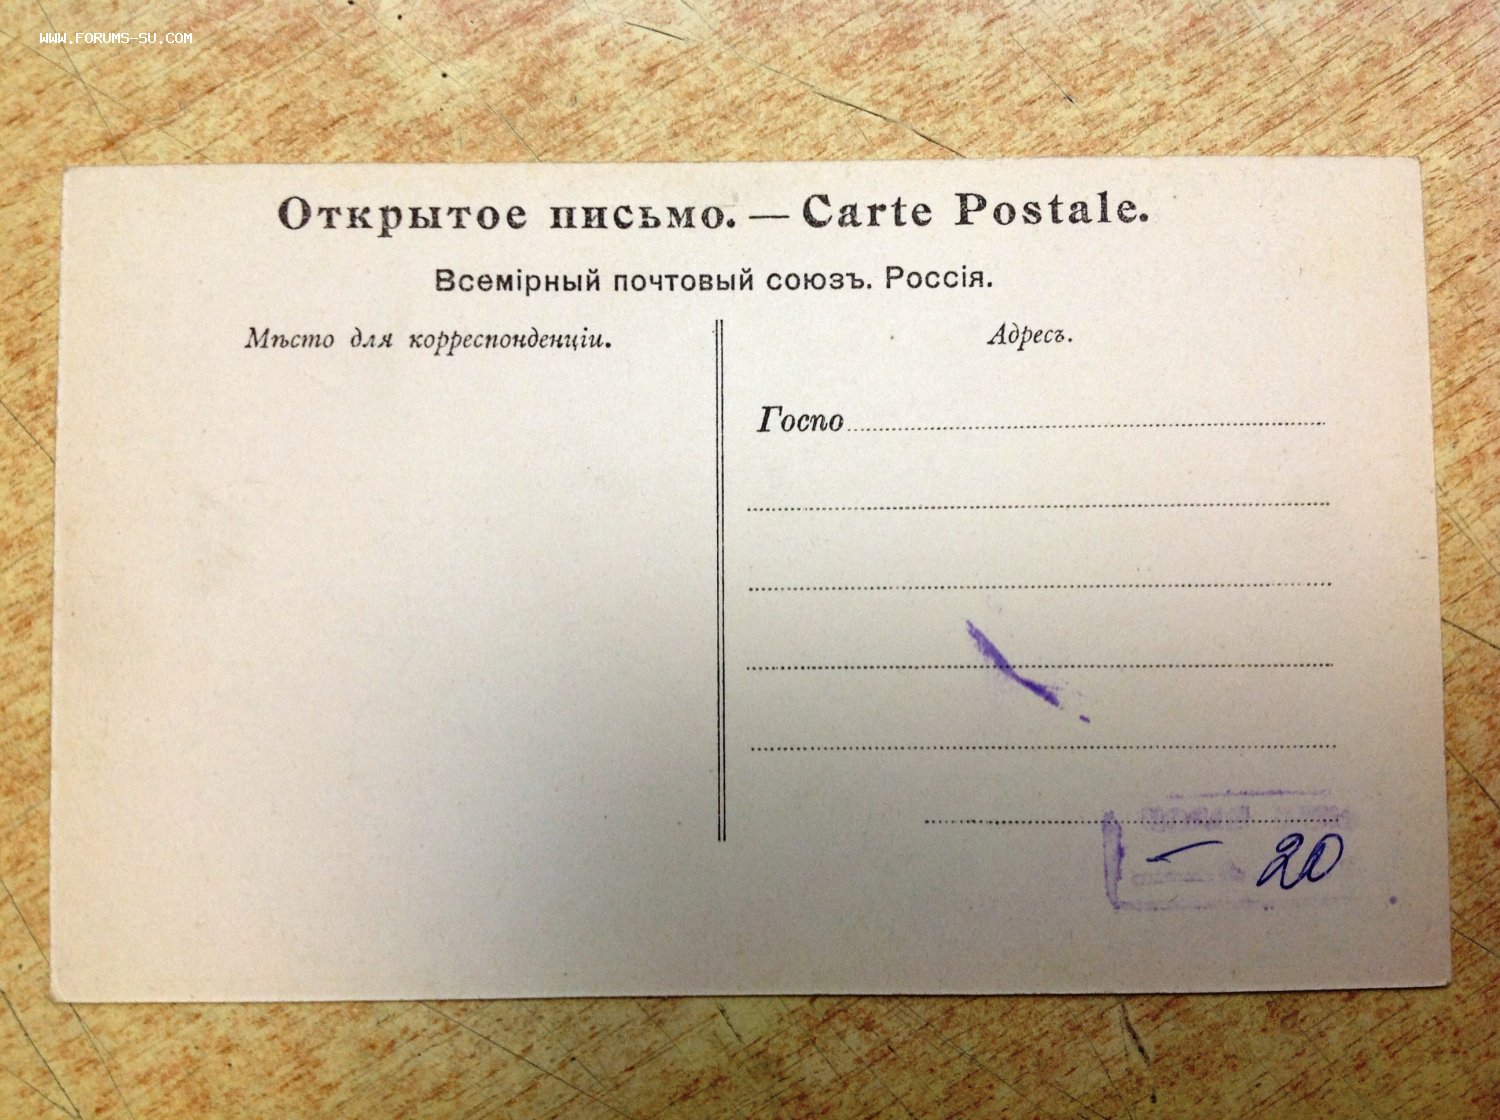 WWW.FORUMS-SU.COM
Открытое письмо. — Carte Postale.
Всемірный почтовый союзъ. Россія.
Мѣсто для корреспонденціи.
Адресъ.
Госпо
— 20